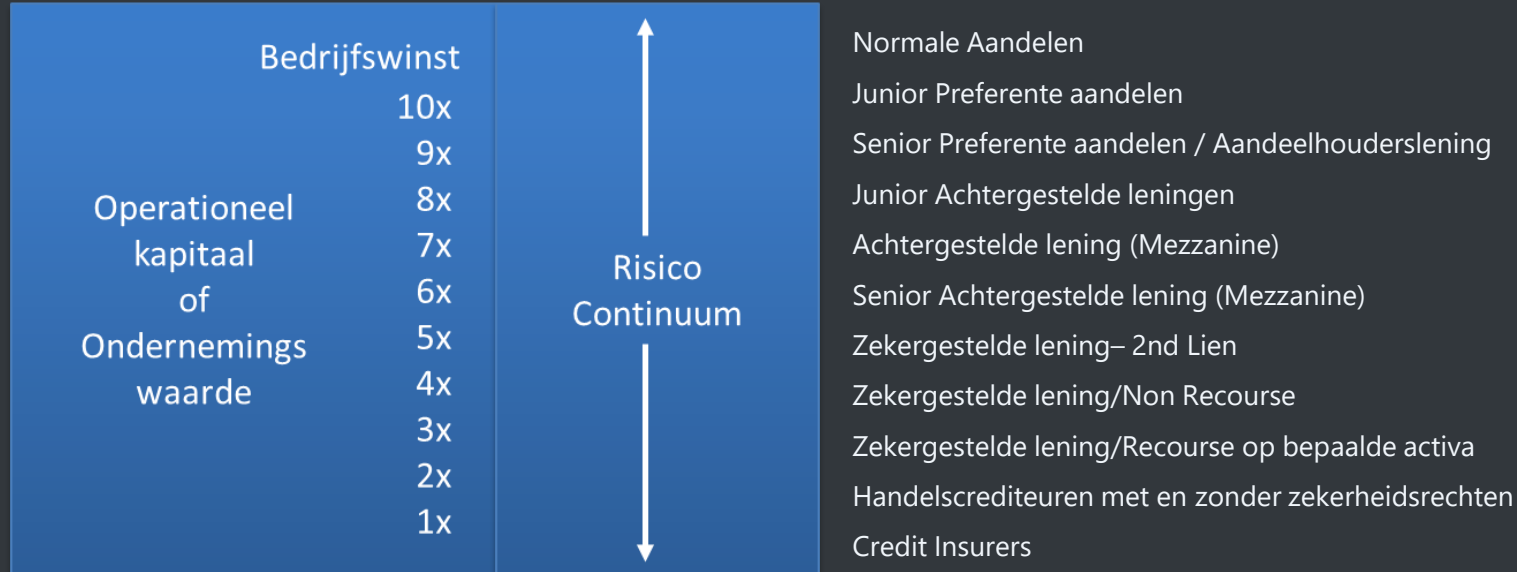 Bedrijfswinst
10x
9x
8x
7x
6x
5x
4x
3x
2x
1x
Operationeel
kapitaal
of
Ondernemings
waarde
Risico
Continuum
Normale Aandelen
Junior Preferente aandelen
Senior Preferente aandelen / Aandeelhouderslening
Junior Achtergestelde leningen
Achtergestelde lening (Mezzanine)
Senior Achtergestelde lening (Mezzanine)
Zekergestelde lening– 2nd Lien
Zekergestelde lening/Non Recourse
Zekergestelde lening/Recourse op bepaalde activa
Handelscrediteuren met en zonder zekerheidsrechten
Credit Insurers